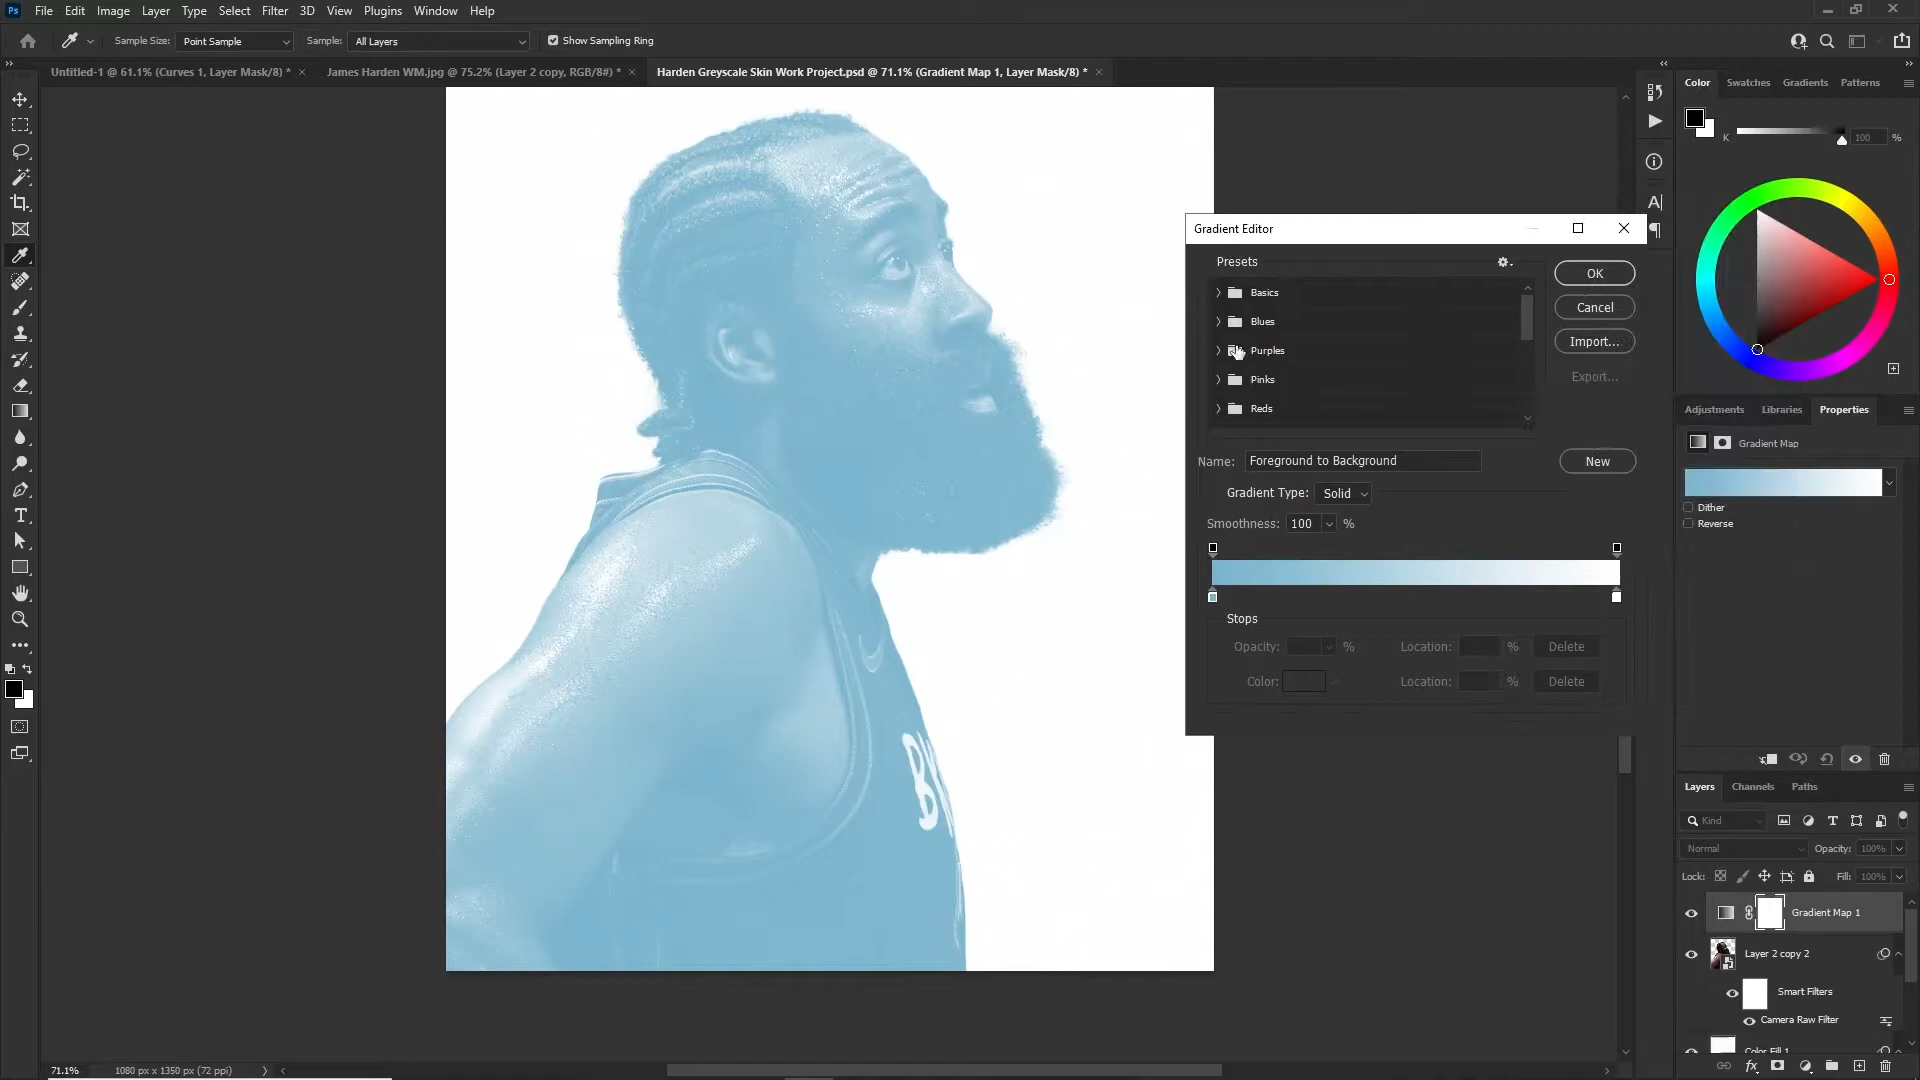 Ps File Edit Image Layer Type Select Filter 3D View Plugins Window Help
Sample Size: Point Sample Sample: All Layers Show Sampling Ring
Untitled-1 @ 61.1% (Curves 1, Layer Mask/8) * James Harden WM.jpg @ 75.2% (Layer 2 copy, RGB/8#) * Harden Greyscale Skin Work Project.psd @ 71.1% (Gradient Map 1, Layer Mask/8) *
Color Swatches Gradients Patterns
K 100 %
Gradient Editor
Presets
Basics
Blues
Purples
Pinks
Reds
OK
Cancel
Import...
Export...
Name: Foreground to Background
New
Gradient Type: Solid
Smoothness: 100 %
Stops
Opacity: % Location: % Delete
Color: Location: % Delete
Adjustments Libraries Properties
Gradient Map
Dither
Reverse
Layers Channels Paths
Kind
Normal Opacity: 100%
Lock: Fill: 100%
Gradient Map 1
Layer 2 copy 2
Smart Filters
Camera Raw Filter
Color Fill 1
71.1% 1080 px x 1350 px (72 ppi)